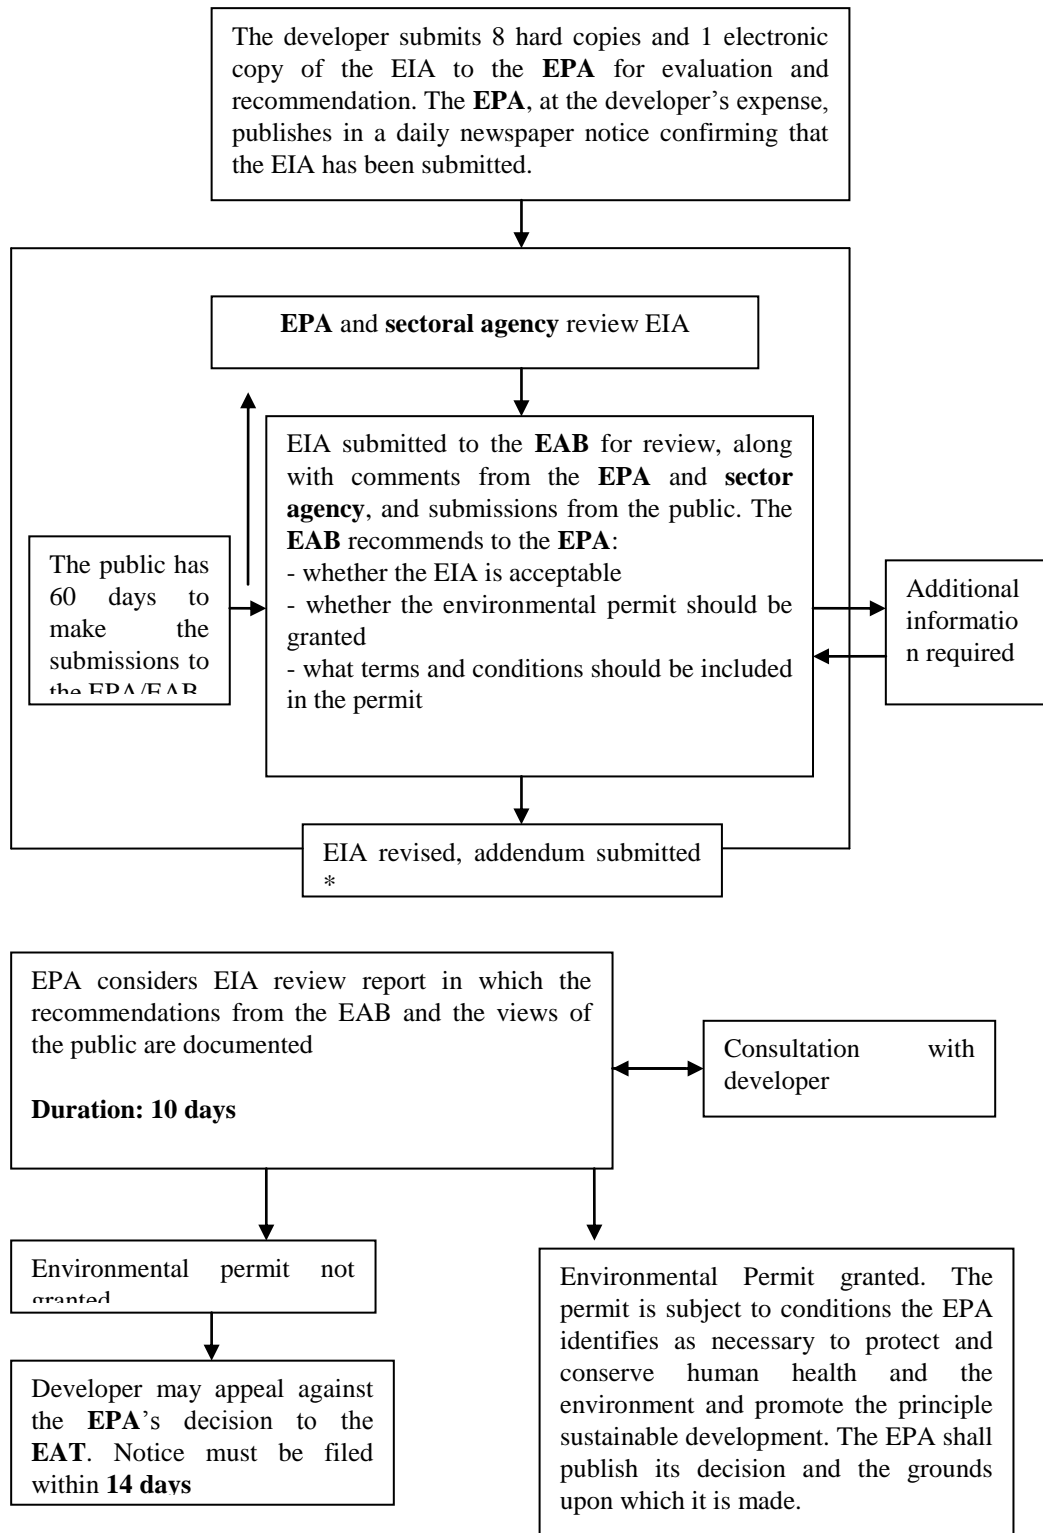 The developer submits 8 hard copies and 1 electronic
copy of the EIA to the EPA for evaluation and
recommendation. The EPA, at the developer's expense,
publishes in a daily newspaper notice confirming that
the EIA has been submitted.
EPA and sectoral agency review EIA
EIA submitted to the EAB for review, along
with comments from the EPA and sector
agency, and submissions from the public. The
EAB recommends to the EPA:
- whether the EIA is acceptable
- whether the environmental permit should be
granted
- what terms and conditions should be included
in the permit
The public has
60 days to
make the
submissions to
the EPA/EAB
Additional
informatio
n required
EIA revised, addendum submitted
*
EPA considers EIA review report in which the
recommendations from the EAB and the views of
the public are documented
Duration: 10 days
Consultation with
developer
Environmental permit not
granted
Developer may appeal against
the EPA's decision to the
EAT. Notice must be filed
within 14 days
Environmental Permit granted. The
permit is subject to conditions the EPA
identifies as necessary to protect and
conserve human health and the
environment and promote the principle
sustainable development. The EPA shall
publish its decision and the grounds
upon which it is made.